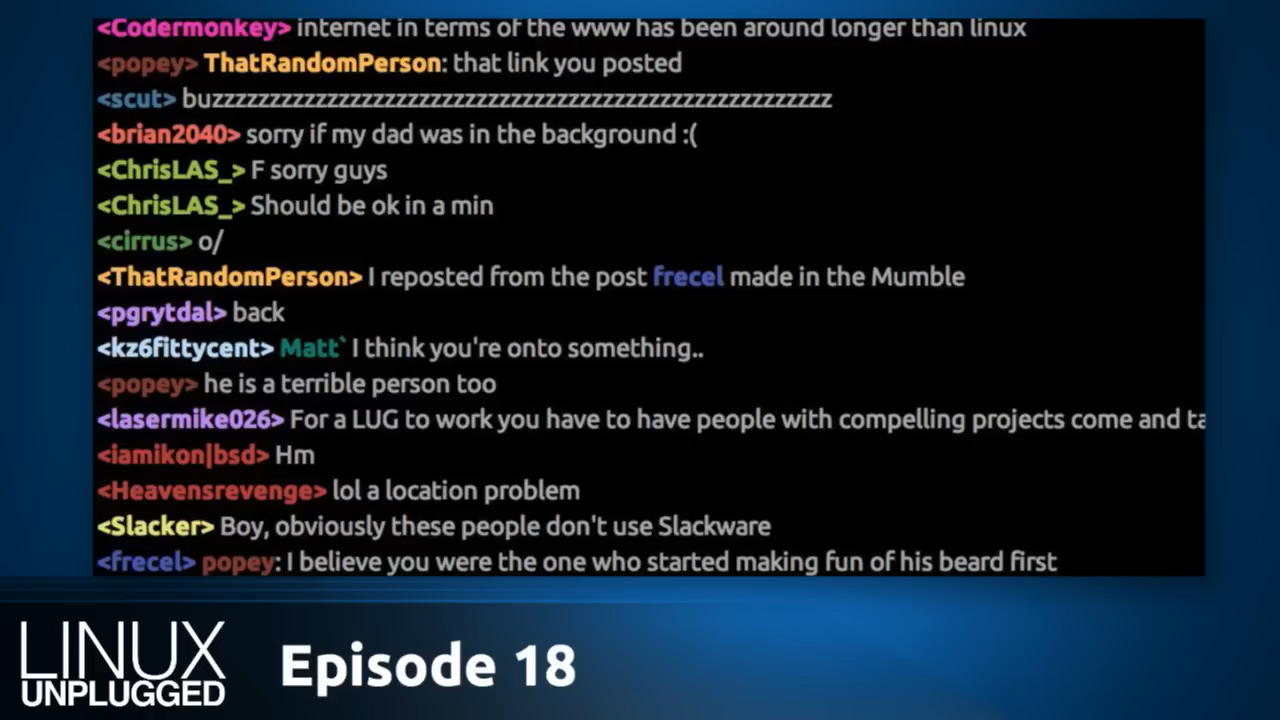 <Codermonkey> internet in terms of the www has been around longer than linux
<popey> ThatRandomPerson: that link you posted
<scut> buzzzzzzzzzzzzzzzzzzzzzzzzzzzzzzzzzzzzzzzzzzzzzzzzzzzzz
<brian2040> sorry if my dad was in the background :(
<ChrisLAS_> F sorry guys
<ChrisLAS_> Should be ok in a min
<cirrus> o/
<ThatRandomPerson> I reposted from the post frecel made in the Mumble
<pgrytdal> back
<kz6fittycent> Matt` I think you're onto something..
<popey> he is a terrible person too
<lasermike026> For a LUG to work you have to have people with compelling projects come and ta
<iamikon|bsd> Hm
<Heavensrevenge> lol a location problem
<Slacker> Boy, obviously these people don't use Slackware
<frecel> popey: I believe you were the one who started making fun of his beard first
LINUX
UNPLUGGED
Episode 18